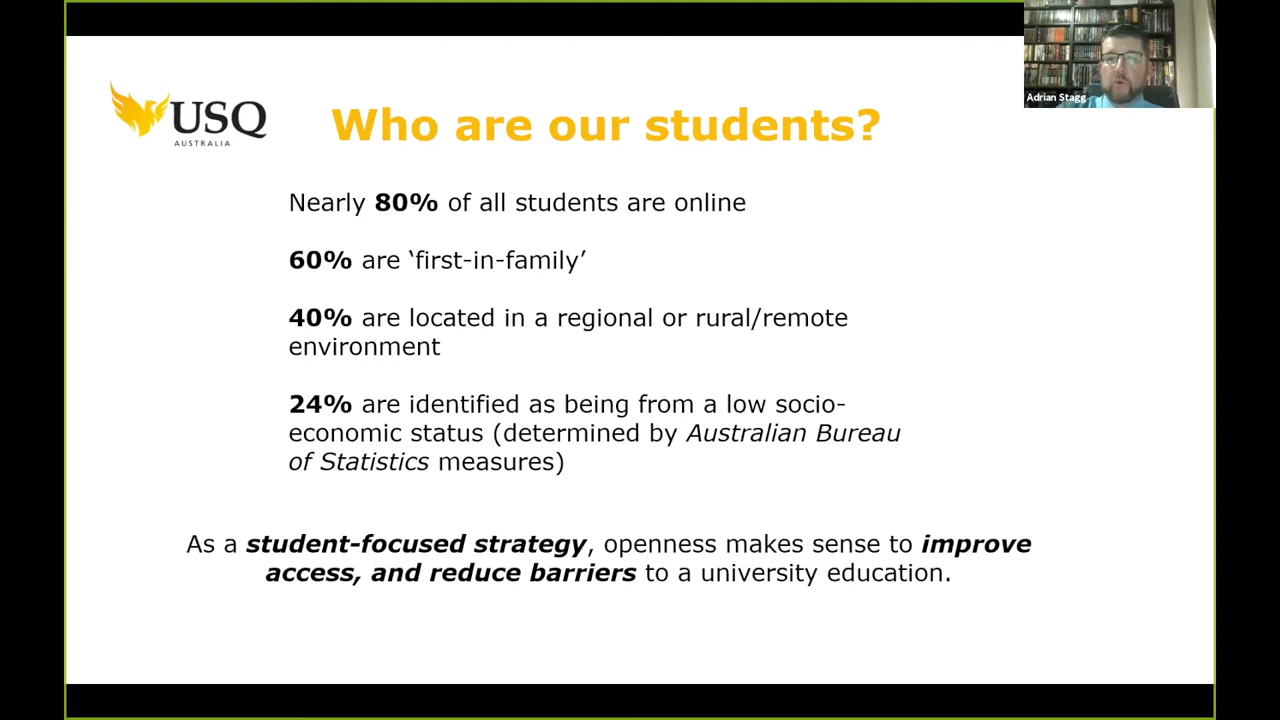 USQ
AUSTRALIA
Who are our students?
Adrian Stagg
Nearly 80% of all students are online
60% are ‘first-in-family’
40% are located in a regional or rural/remote
environment
24% are identified as being from a low socio-
economic status (determined by Australian Bureau
of Statistics measures)
As a student-focused strategy, openness makes sense to improve
access, and reduce barriers to a university education.